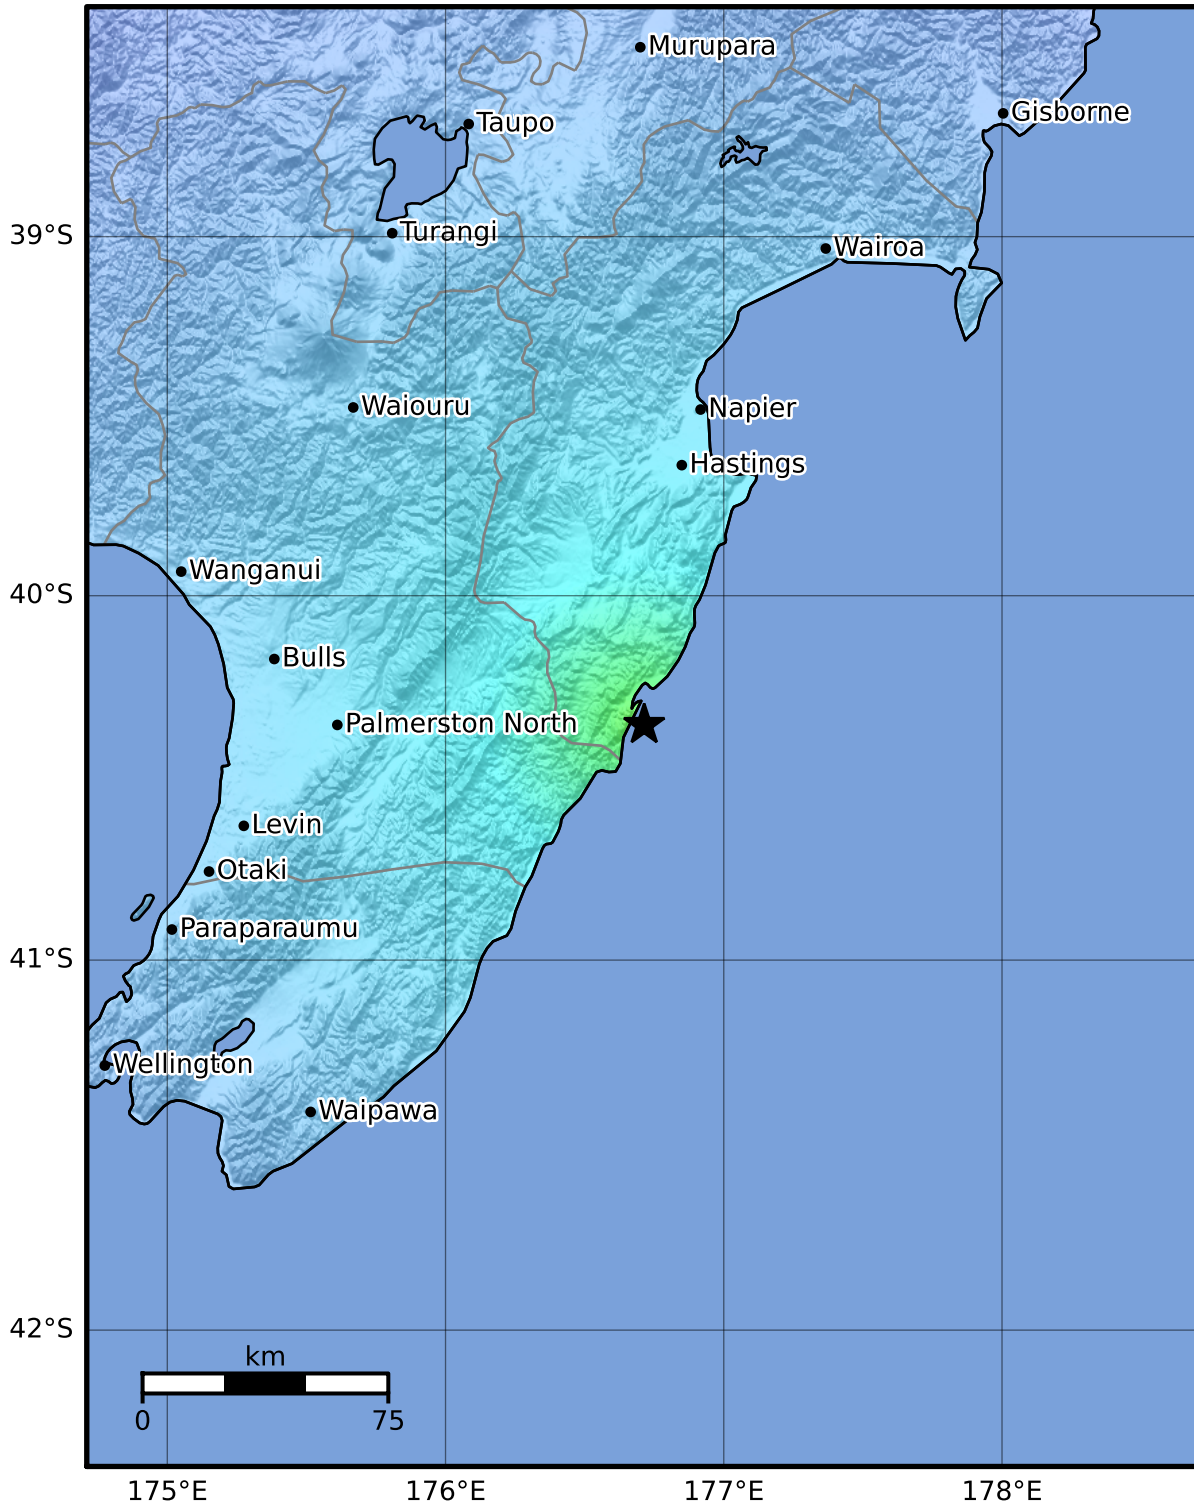 Murupara
Gisborne
Taupo
39°S
Turangi
Wairoa
Waiouru
Napier
Hastings
Wanganui
40°S
Bulls
Palmerston North
Levin
Otaki
Paraparaumu
41°S
Wellington
Waipawa
42°S
km
0 75
175°E 176°E 177°E 178°E